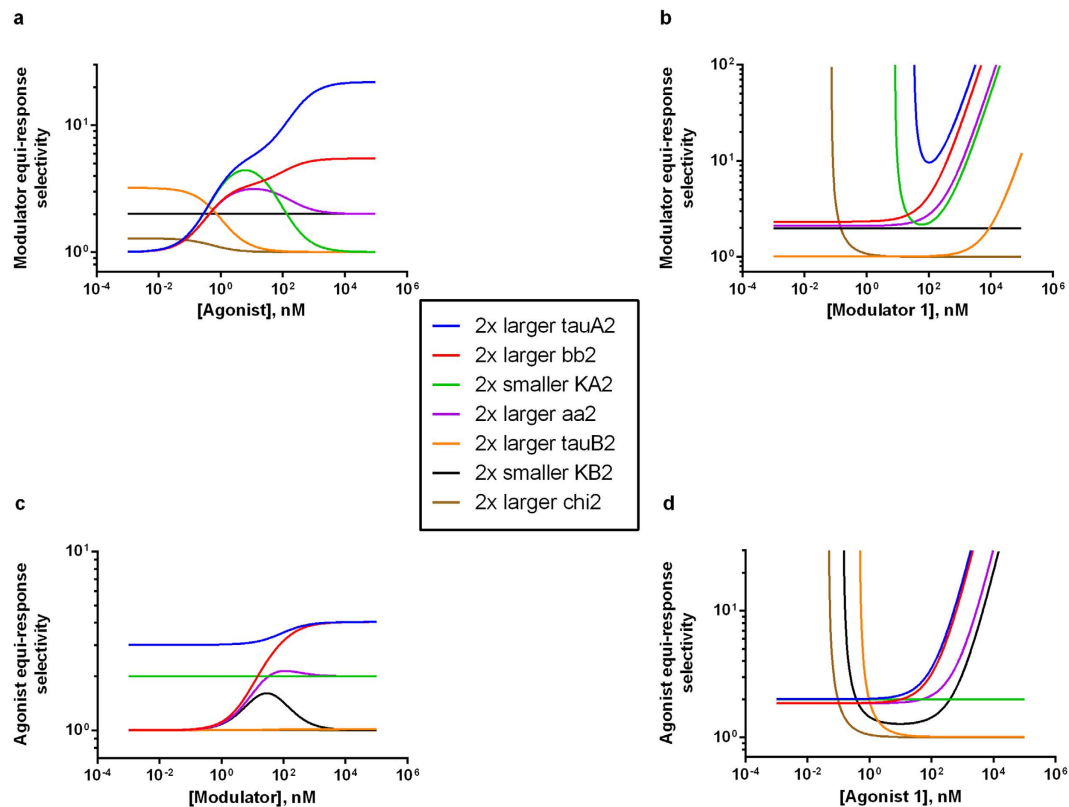 a
Modulator equi-response
selectivity
10¹
10⁰
10⁻⁴
10⁻²
10⁰
10²
10⁴
10⁶
[Agonist], nM
b
Modulator equi-response
selectivity
10²
10¹
10⁰
10⁻⁴
10⁻²
10⁰
10²
10⁴
10⁶
[Modulator 1], nM
2x larger tauA2
2x larger bb2
2x smaller KA2
2x larger aa2
2x larger tauB2
2x smaller KB2
2x larger chi2
c
Agonist equi-response
selectivity
10¹
10⁰
10⁻⁴
10⁻²
10⁰
10²
10⁴
10⁶
[Modulator], nM
d
Agonist equi-response
selectivity
10¹
10⁰
10⁻⁴
10⁻²
10⁰
10²
10⁴
10⁶
[Agonist 1], nM